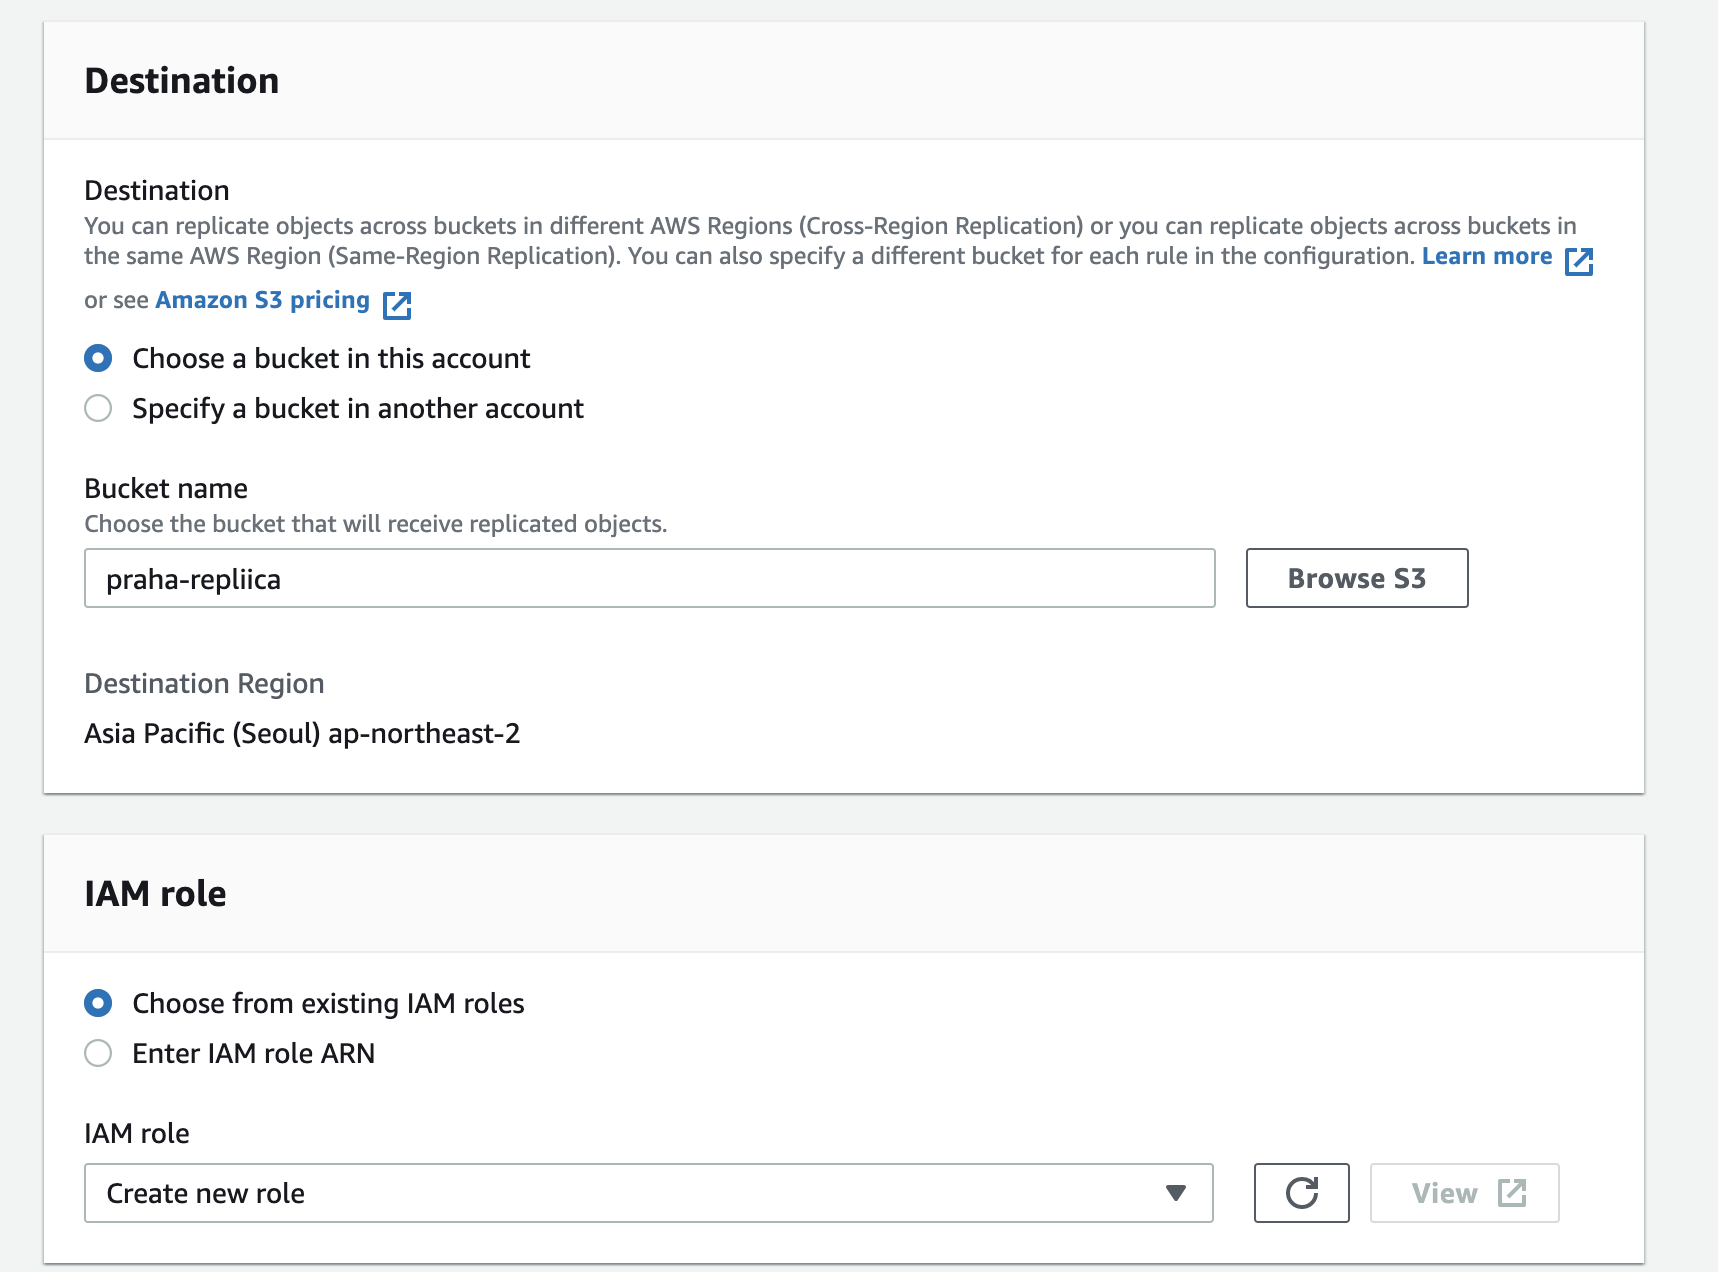 Destination
Destination
You can replicate objects across buckets in different AWS Regions (Cross-Region Replication) or you can replicate objects across buckets in
the same AWS Region (Same-Region Replication). You can also specify a different bucket for each rule in the configuration. Learn more
or see Amazon S3 pricing
Choose a bucket in this account
Specify a bucket in another account
Bucket name
Choose the bucket that will receive replicated objects.
praha-repliica Browse S3
Destination Region
Asia Pacific (Seoul) ap-northeast-2
IAM role
Choose from existing IAM roles
Enter IAM role ARN
IAM role
Create new role View